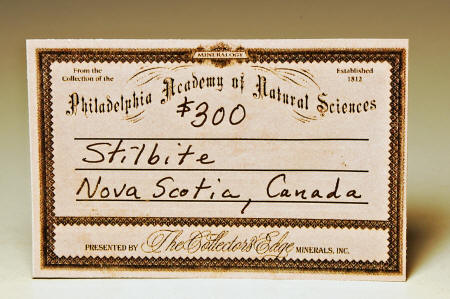 MINERALOGY
From the Collection of the
Established 1812
Philadelphia Academy of Natural Sciences
$300
Stilbite
Nova Scotia, Canada
PRESENTED BY The Collector's Edge MINERALS, INC.